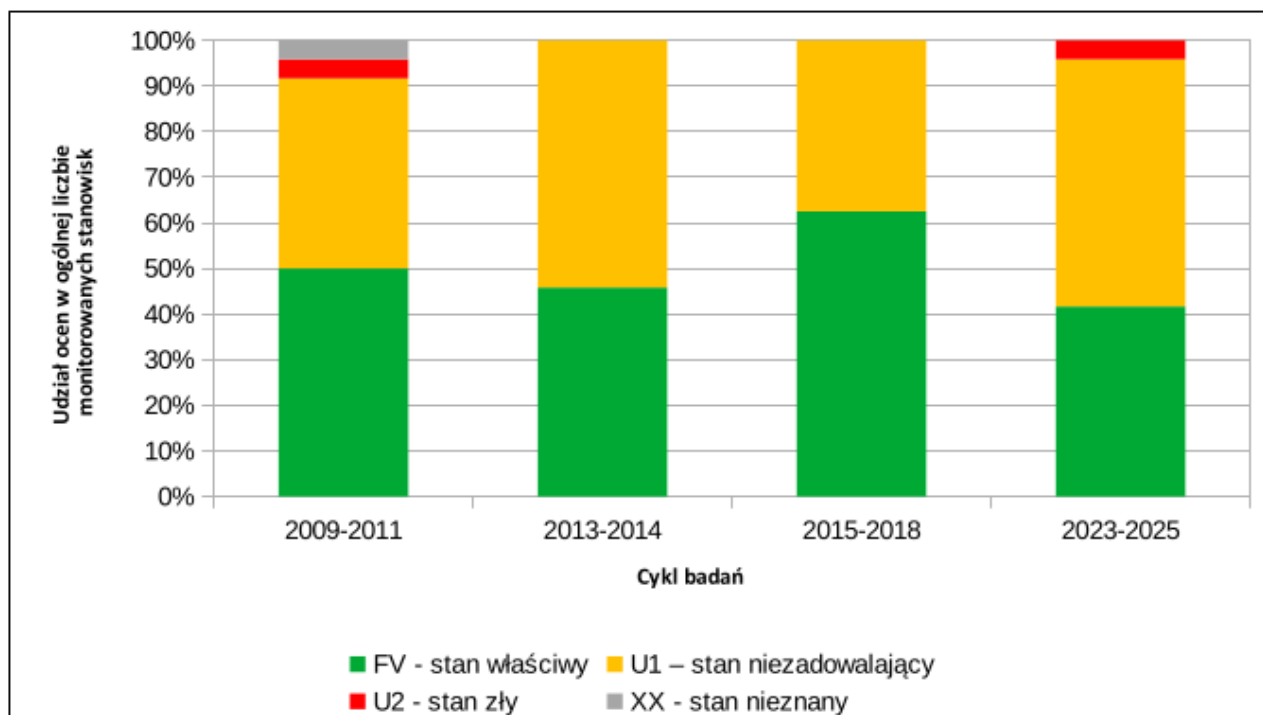 Udział ocen w ogólnej liczbie
monitorowanych stanowisk
100%
90%
80%
70%
60%
50%
40%
30%
20%
10%
0%
2009-2011 2013-2014 2015-2018 2023-2025
Cykl badań
FV - stan właściwy U1 – stan niezadowalający
U2 - stan zły XX - stan nieznany